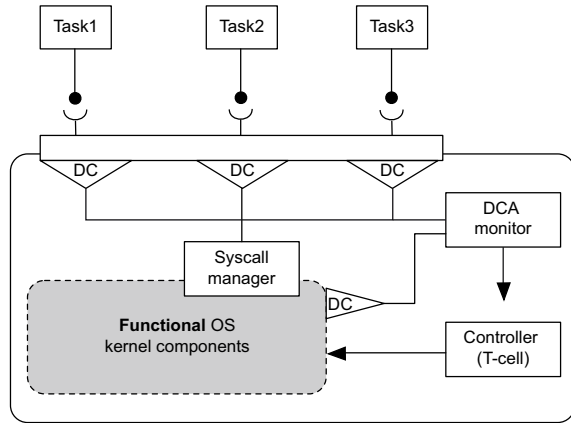 Task1
Task2
Task3
DC
DC
DC
DCA
monitor
Syscall
manager
DC
Functional OS
kernel components
Controller
(T-cell)